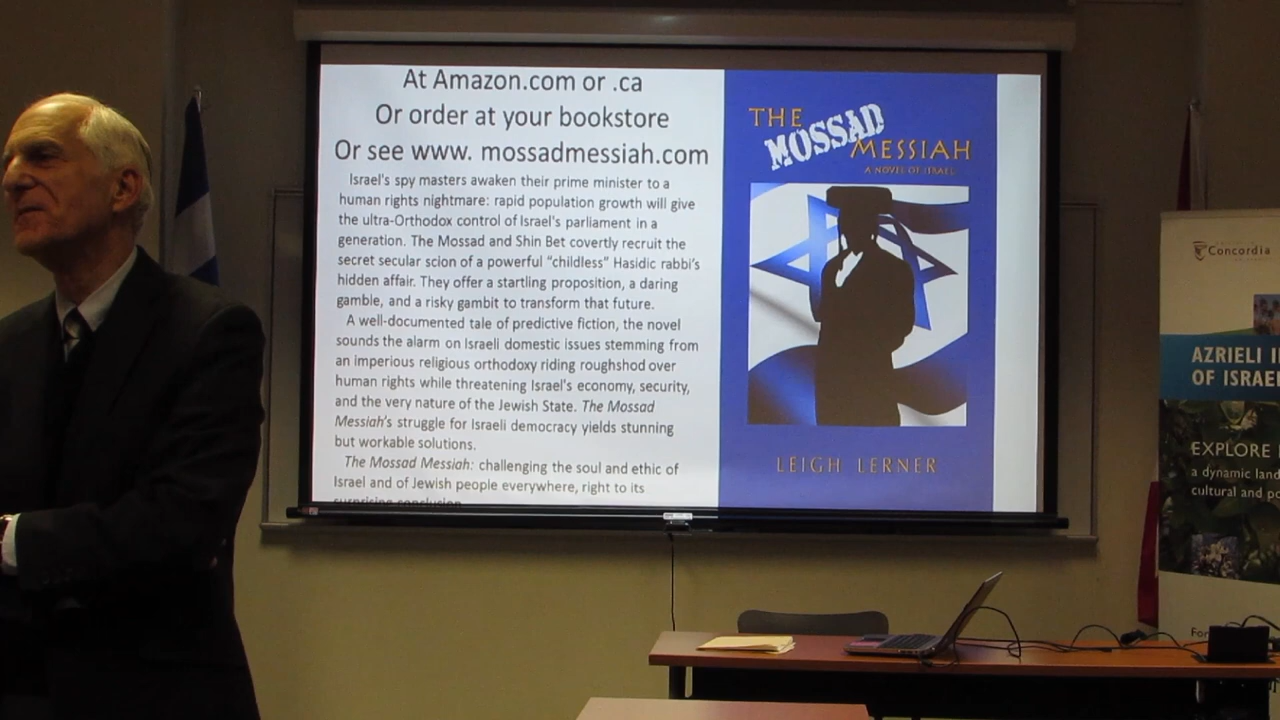 At Amazon.com or .ca
Or order at your bookstore
Or see www. mossadmessiah.com
Israel's spy masters awaken their prime minister to a
human rights nightmare: rapid population growth will give
the ultra-Orthodox control of Israel's parliament in a
generation. The Mossad and Shin Bet covertly recruit the
secret secular scion of a powerful "childless" Hasidic rabbi's
hidden affair. They offer a startling proposition, a daring
gamble, and a risky gambit to transform that future.
A well-documented tale of predictive fiction, the novel
sounds the alarm on Israeli domestic issues stemming from
an imperious religious orthodoxy riding roughshod over
human rights while threatening Israel's economy, security,
and the very nature of the Jewish State. The Mossad
Messiah's struggle for Israeli democracy yields stunning
but workable solutions.
The Mossad Messiah: challenging the soul and ethic of
Israel and of Jewish people everywhere, right to its
surprising conclusion
THE
MOSSAD
MESSIAH
A NOVEL OF ISRAEL
LEIGH LERNER
Concordia
AZRIELI
OF ISRAE
EXPLORE
a dynamic land
cultural and po
Fo